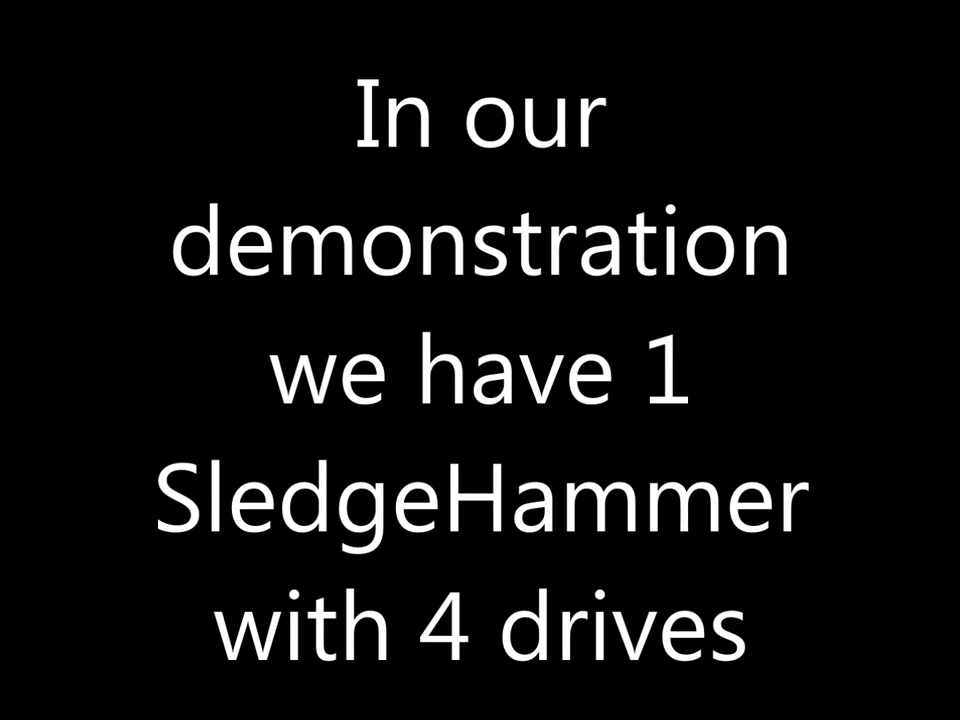 In our
demonstration
we have 1
SledgeHammer
with 4 drives